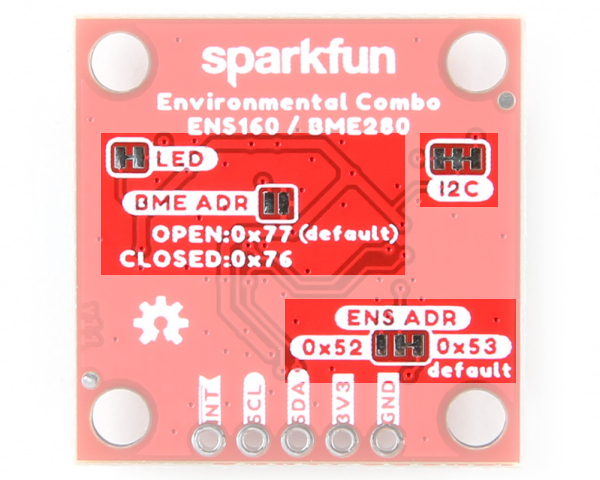 sparkfun
Environmental Combo
ENS160 / BME280
LED
I2C
BME ADR
OPEN:0x77 (default)
CLOSED:0x76
ENS ADR
0x52 0x53
default
INT SCL SDA 3V3 GND